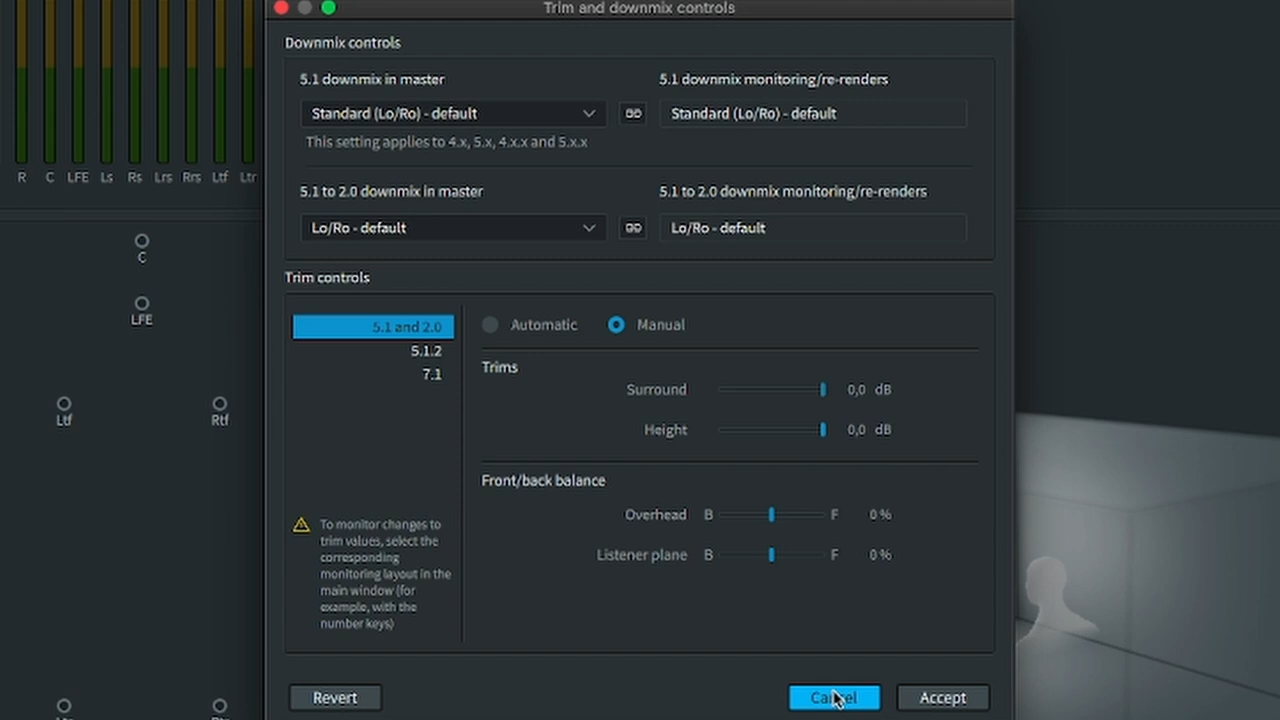 Trim and downmix controls
Downmix controls
5.1 downmix in master
5.1 downmix monitoring/re-renders
Standard (Lo/Ro) - default
Standard (Lo/Ro) - default
This setting applies to 4.x, 5.x, 4.x.x and 5.x.x
5.1 to 2.0 downmix in master
5.1 to 2.0 downmix monitoring/re-renders
Lo/Ro - default
Lo/Ro - default
R C LFE Ls Rs Lrs Rrs Ltf Ltr
C
LFE
Ltf Rtf
Trim controls
5.1 and 2.0
5.1.2
7.1
Automatic Manual
Trims
Surround 0,0 dB
Height 0,0 dB
Front/back balance
Overhead B F 0 %
Listener plane B F 0 %
To monitor changes to
trim values, select the
corresponding
monitoring layout in the
main window (for
example, with the
number keys)
Revert
Cancel
Accept